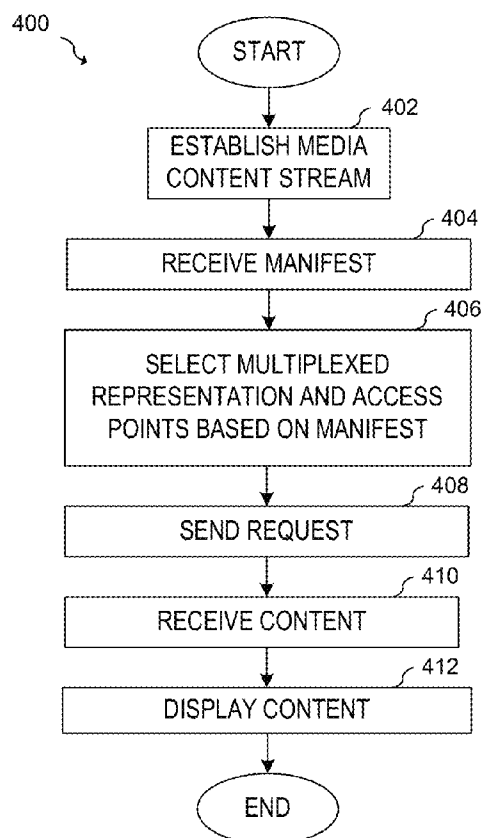 400
START
402
ESTABLISH MEDIA
CONTENT STREAM
404
RECEIVE MANIFEST
406
SELECT MULTIPLEXED
REPRESENTATION AND ACCESS
POINTS BASED ON MANIFEST
408
SEND REQUEST
410
RECEIVE CONTENT
412
DISPLAY CONTENT
END